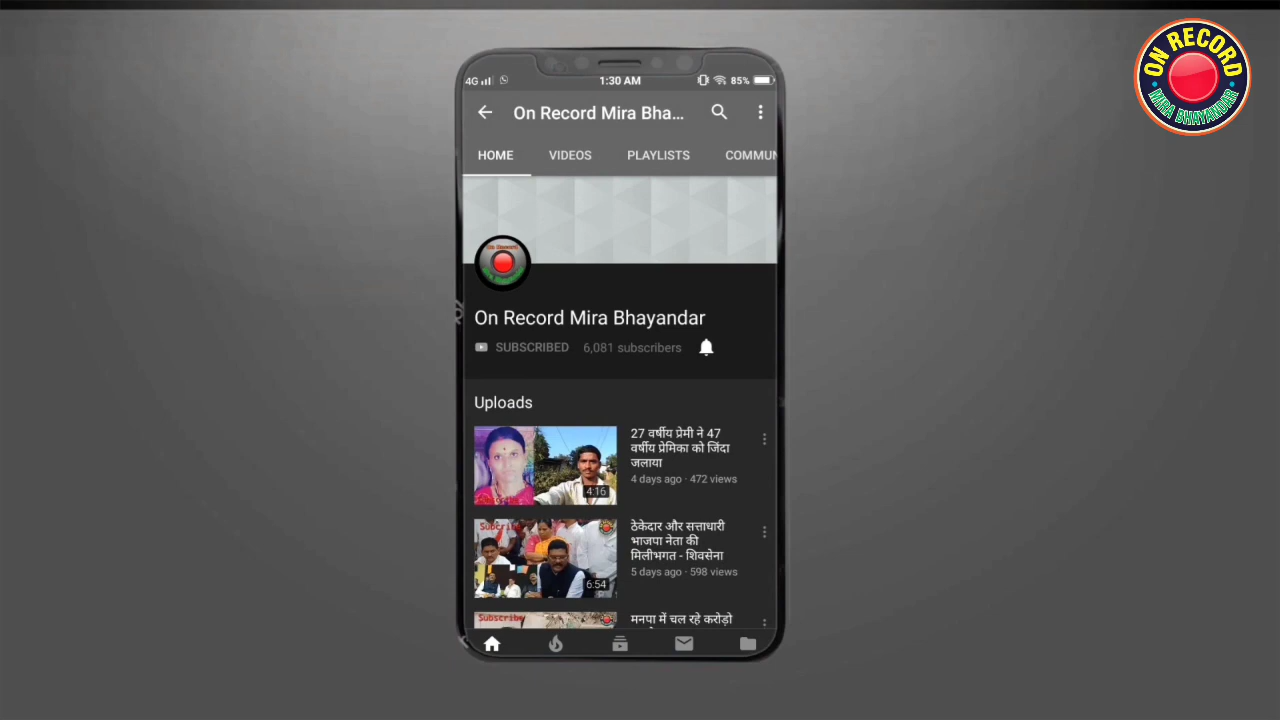 ON RECORD
MIRA BHAYANDAR
4G
1:30 AM
85%
On Record Mira Bha...
HOME
VIDEOS
PLAYLISTS
COMMUN
On Record Mira Bhayandar
SUBSCRIBED
6,081 subscribers
Uploads
27 वर्षीय प्रेमी ने 47
वर्षीय प्रेमिका को जिंदा
जलाया
4 days ago · 472 views
4:16
Subcri
ठेकेदार और सत्ताधारी
भाजपा नेता की
मिलीभगत - शिवसेना
5 days ago · 598 views
6:54
Subscribe
मनपा में चल रहे करोड़ो